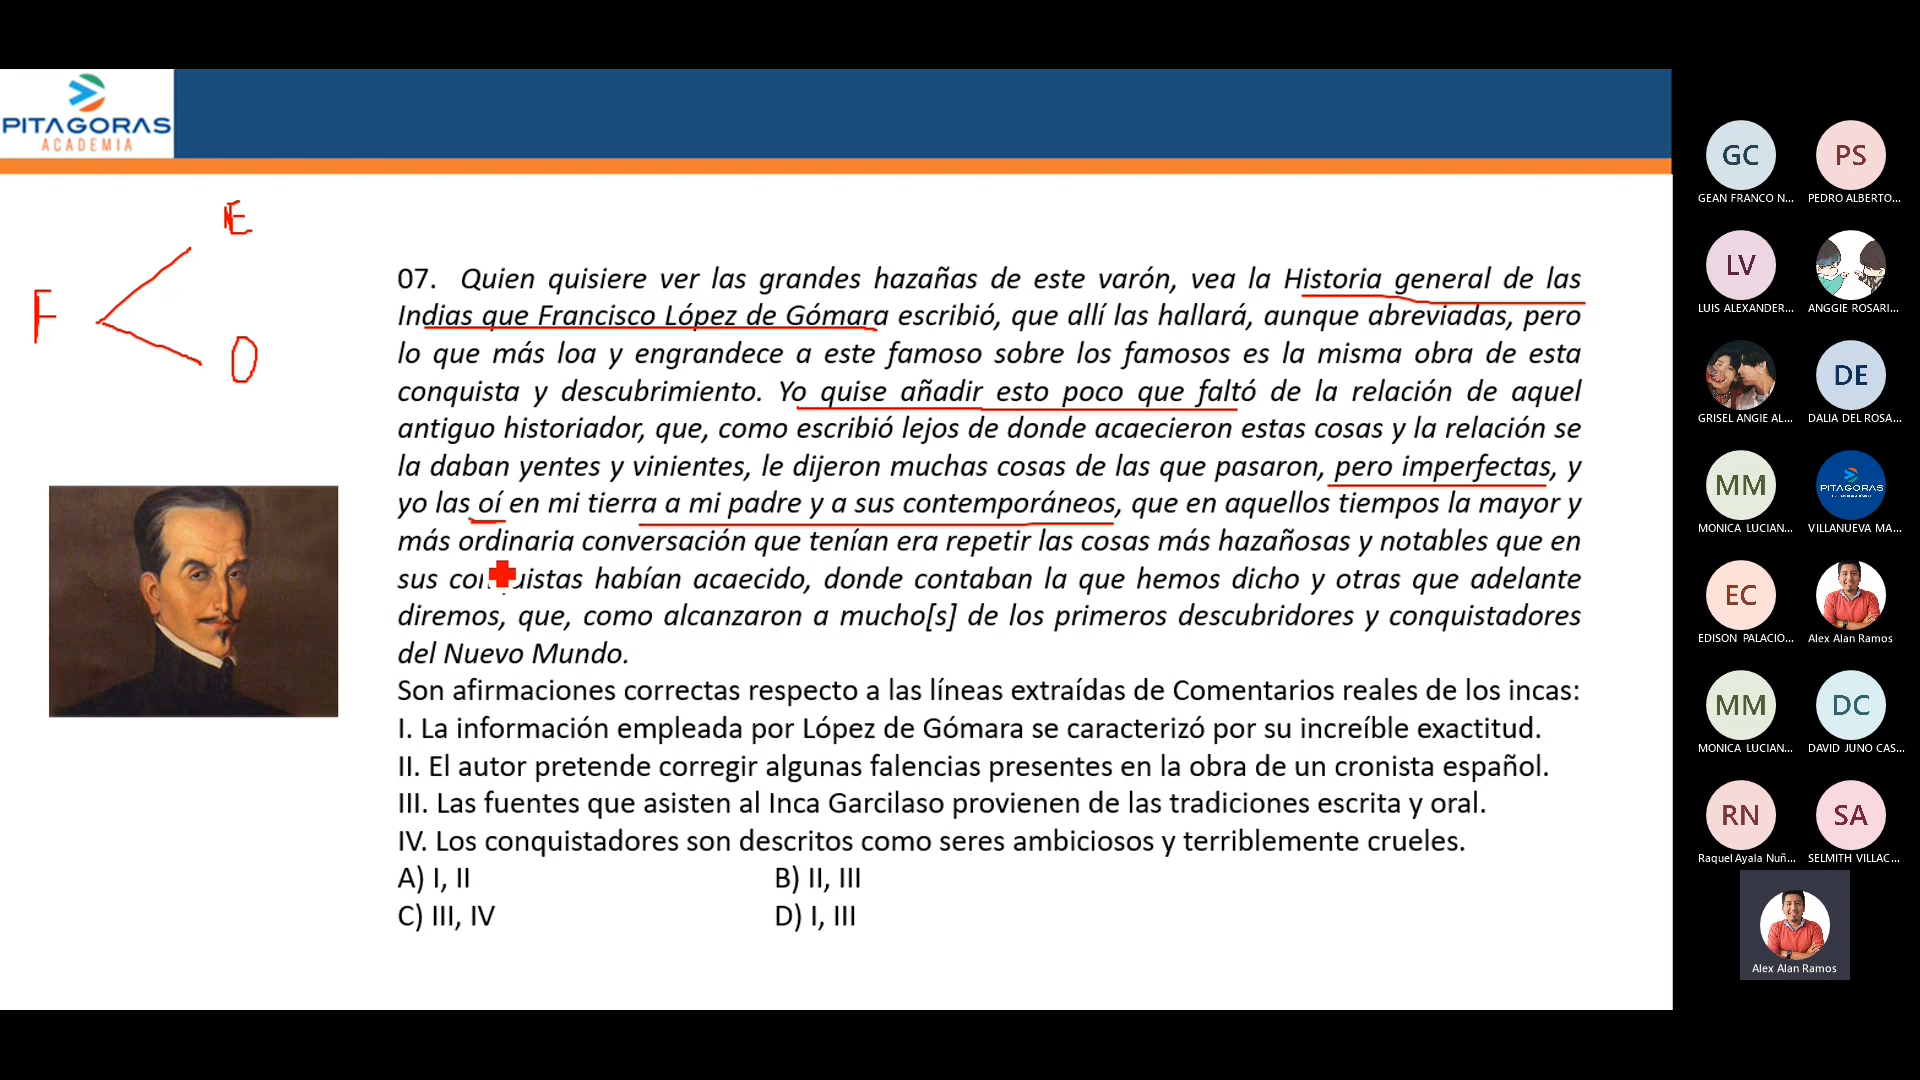 PITAGORAS
ACADEMIA
E
F
O
07. Quien quisiere ver las grandes hazañas de este varón, vea la Historia general de las
Indias que Francisco López de Gómara escribió, que allí las hallará, aunque abreviadas, pero
lo que más loa y engrandece a este famoso sobre los famosos es la misma obra de esta
conquista y descubrimiento. Yo quise añadir esto poco que faltó de la relación de aquel
antiguo historiador, que, como escribió lejos de donde acaecieron estas cosas y la relación se
la daban yentes y vinientes, le dijeron muchas cosas de las que pasaron, pero imperfectas, y
yo las oí en mi tierra a mi padre y a sus contemporáneos, que en aquellos tiempos la mayor y
más ordinaria conversación que tenían era repetir las cosas más hazañosas y notables que en
sus conquistas habían acaecido, donde contaban la que hemos dicho y otras que adelante
diremos, que, como alcanzaron a mucho[s] de los primeros descubridores y conquistadores
del Nuevo Mundo.
Son afirmaciones correctas respecto a las líneas extraídas de Comentarios reales de los incas:
I. La información empleada por López de Gómara se caracterizó por su increíble exactitud.
II. El autor pretende corregir algunas falencias presentes en la obra de un cronista español.
III. Las fuentes que asisten al Inca Garcilaso provienen de las tradiciones escrita y oral.
IV. Los conquistadores son descritos como seres ambiciosos y terriblemente crueles.
A) I, II B) II, III
C) III, IV D) I, III
GC PS
GEAN FRANCO N... PEDRO ALBERTO...
LV
LUIS ALEXANDER... ANGGIE ROSARI...
DE
GRISEL ANGIE AL... DALIA DEL ROSA...
MM PITAGORAS
MONICA LUCIAN... VILLANUEVA MA...
EC
EDISON PALACIO... Alex Alan Ramos
MM DC
MONICA LUCIAN... DAVID JUNO CAS...
RN SA
Raquel Ayala Nuñ... SELMITH VILLAC...
Alex Alan Ramos